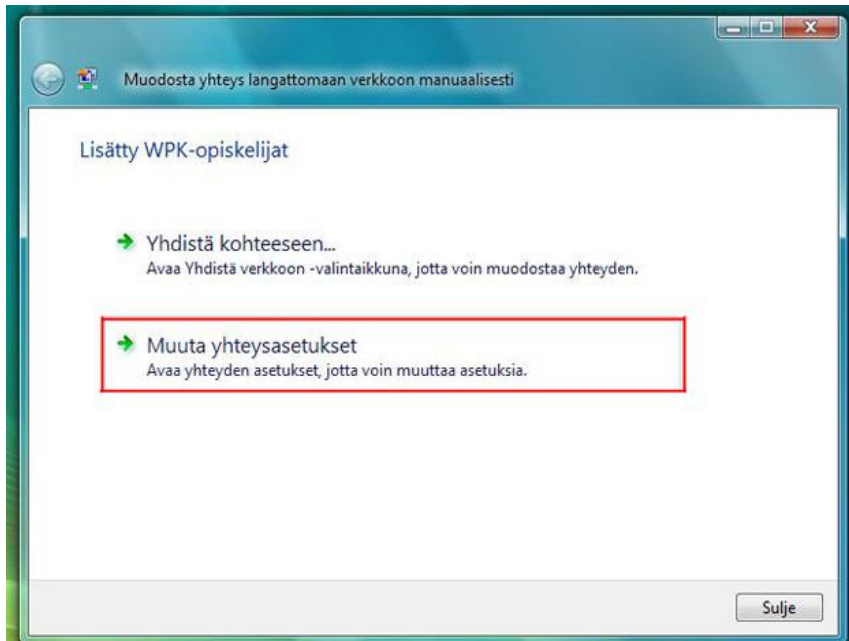 Muodosta yhteys langattomaan verkkoon manuaalisesti
Lisätty WPK-opiskelijat
Yhdistä kohteeseen...
Avaa Yhdistä verkkoon -valintaikkuna, jotta voin muodostaa yhteyden.
Muuta yhteysasetukset
Avaa yhteyden asetukset, jotta voin muuttaa asetuksia.
Sulje